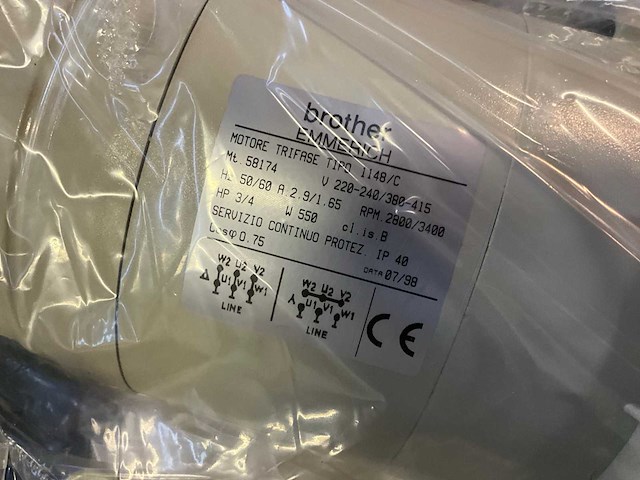 brother
EMMERICH
MOTORE TRIFASE TIPO 1148/C
Mt. 58174 V 220-240/380-415
Hz 50/60 A 2.9/1.65 RPM. 2800/3400
HP 3/4 W 550 cl.is.B
SERVIZIO CONTINUO PROTEZ. IP 40
Cosφ 0.75 DATA 07/98
W2 U2 V2
U1 V1 W1
LINE
W2 U2 V2
U1 V1 W1
LINE
CE